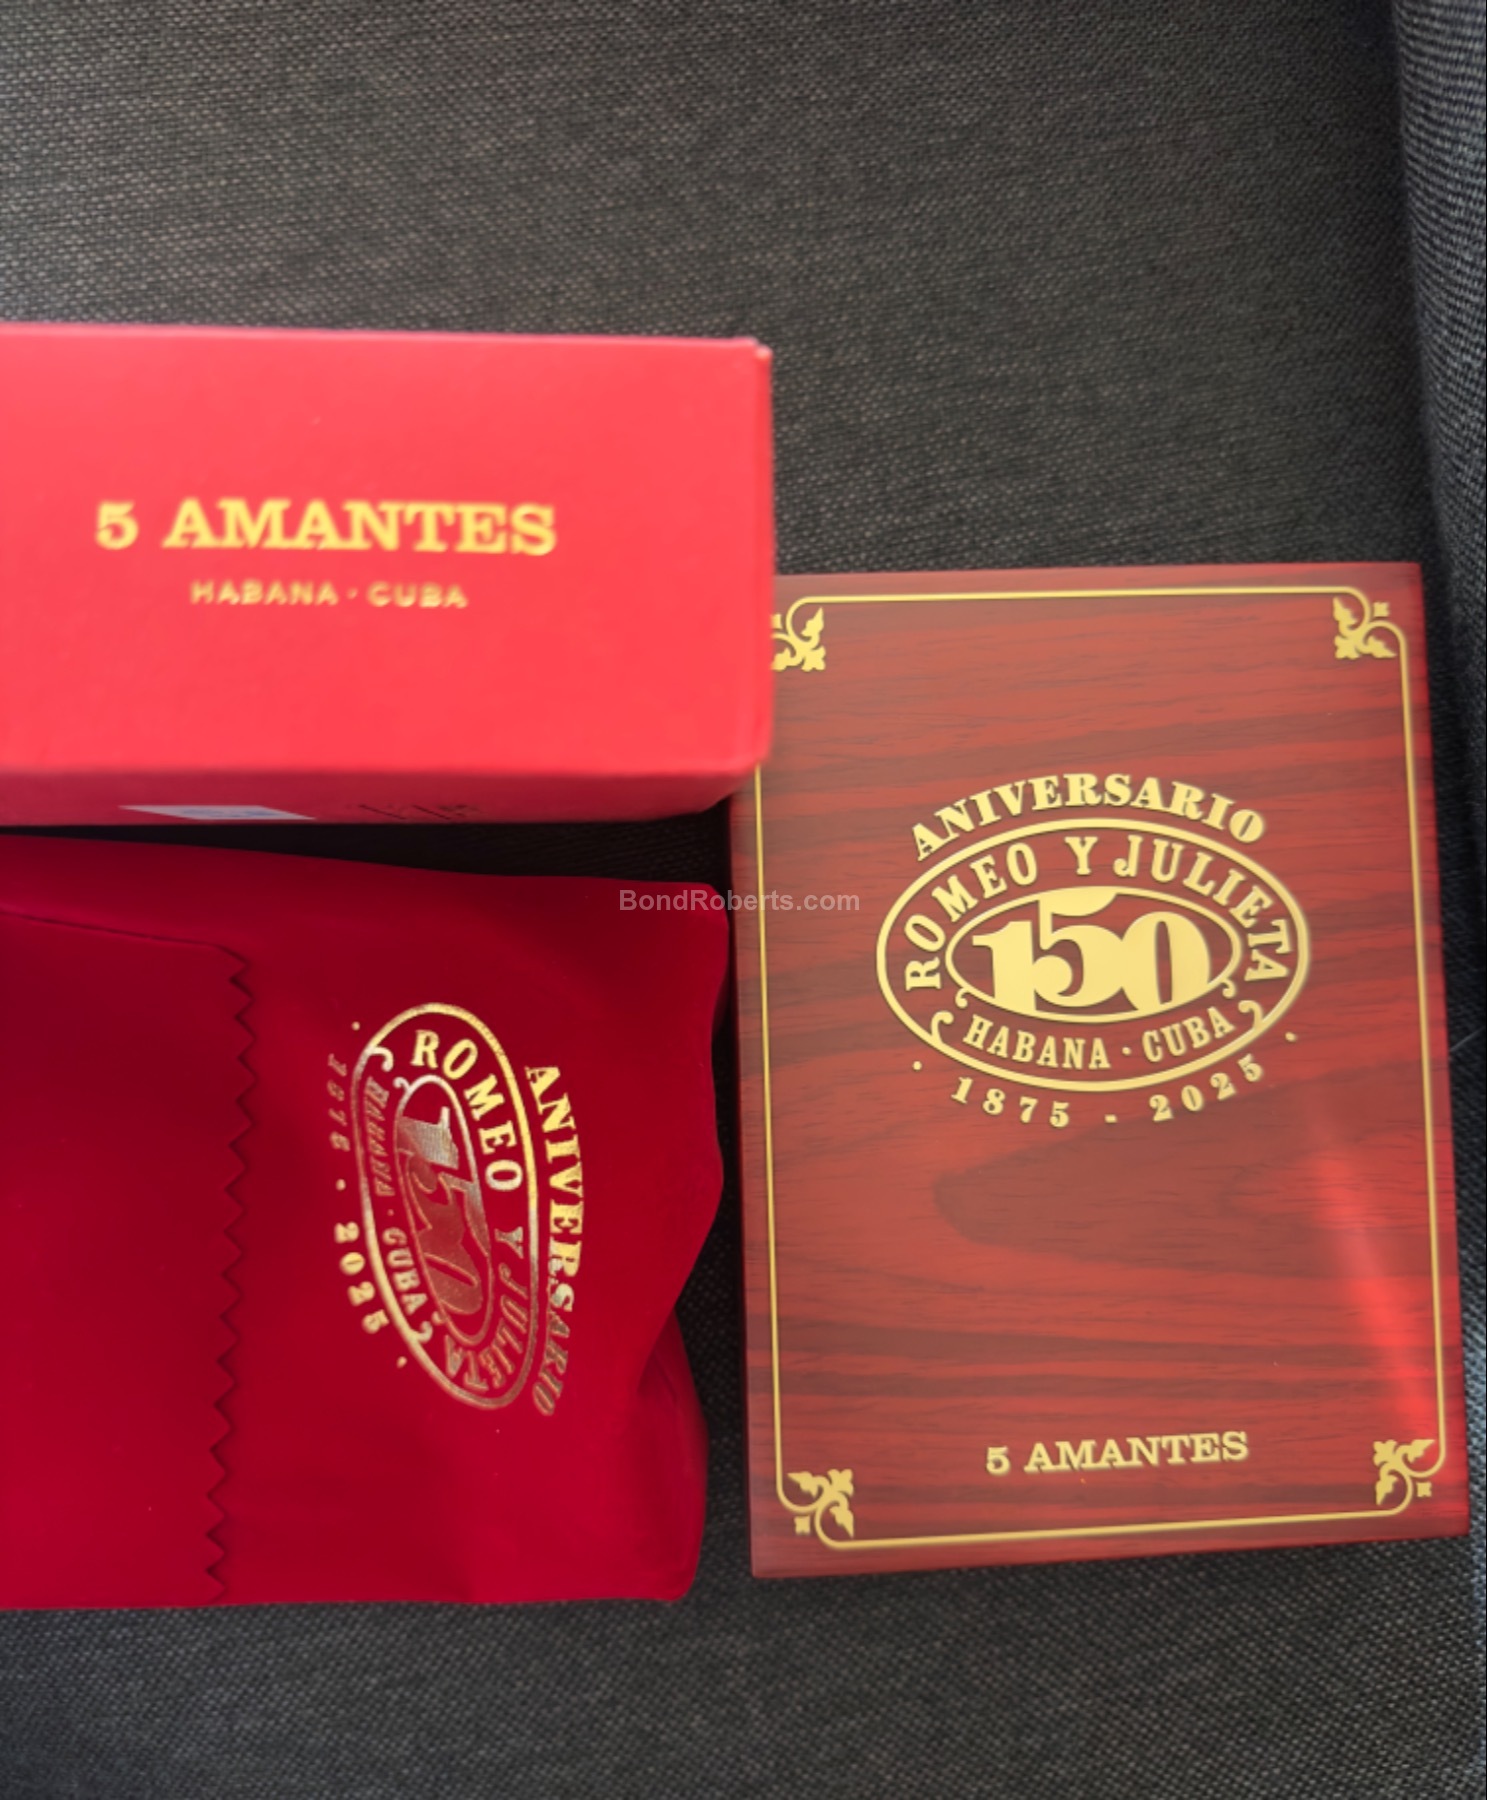 5 AMANTES
HABANA · CUBA
ANIVERSARIO
ROMEO Y JULIETA
150
HABANA · CUBA
· 1875 - 2025 ·
5 AMANTES
BondRoberts.com
ANIVERSARIO
ROMEO Y JULIETA
150
HABANA · CUBA
· 1875 - 2025 ·